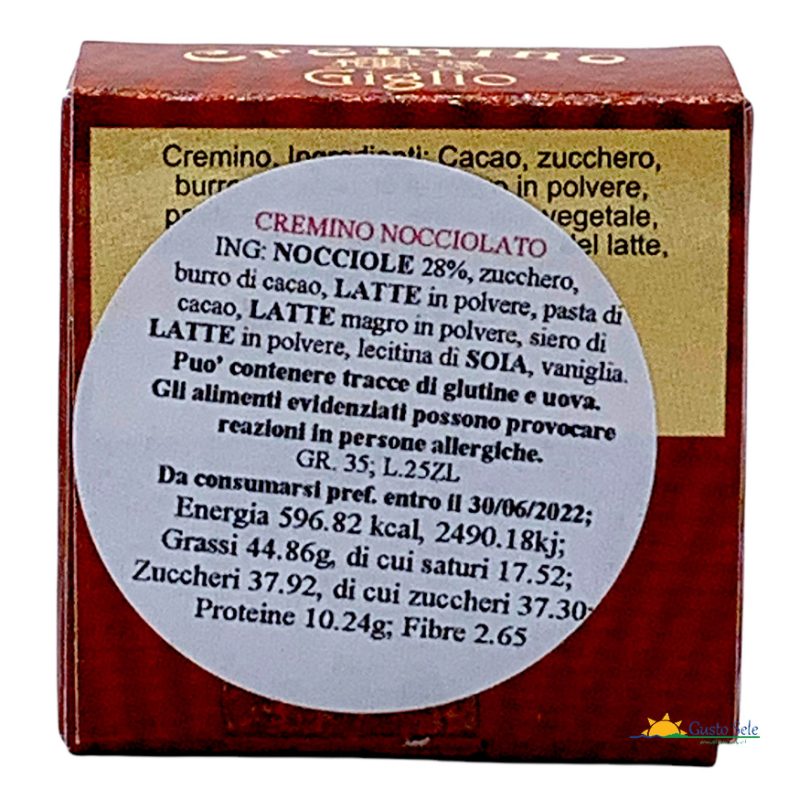 Cremino
Giglio
Cremino. Ingredienti: Cacao, zucchero,
in polvere,
vegetale,
del latte,
CREMINO NOCCIOLATO
ING: NOCCIOLE 28%, zucchero,
burro di cacao, LATTE in polvere, pasta di
cacao, LATTE magro in polvere, siero di
LATTE in polvere, lecitina di SOIA, vaniglia.
Puo' contenere tracce di glutine e uova.
Gli alimenti evidenziati possono provocare
reazioni in persone allergiche.
GR. 35; L.25ZL
Da consumarsi pref. entro il 30/06/2022;
Energia 596.82 kcal, 2490.18kj;
Grassi 44.86g, di cui saturi 17.52;
Zuccheri 37.92, di cui zuccheri 37.30;
Proteine 10.24g; Fibre 2.65
Gusto Sele